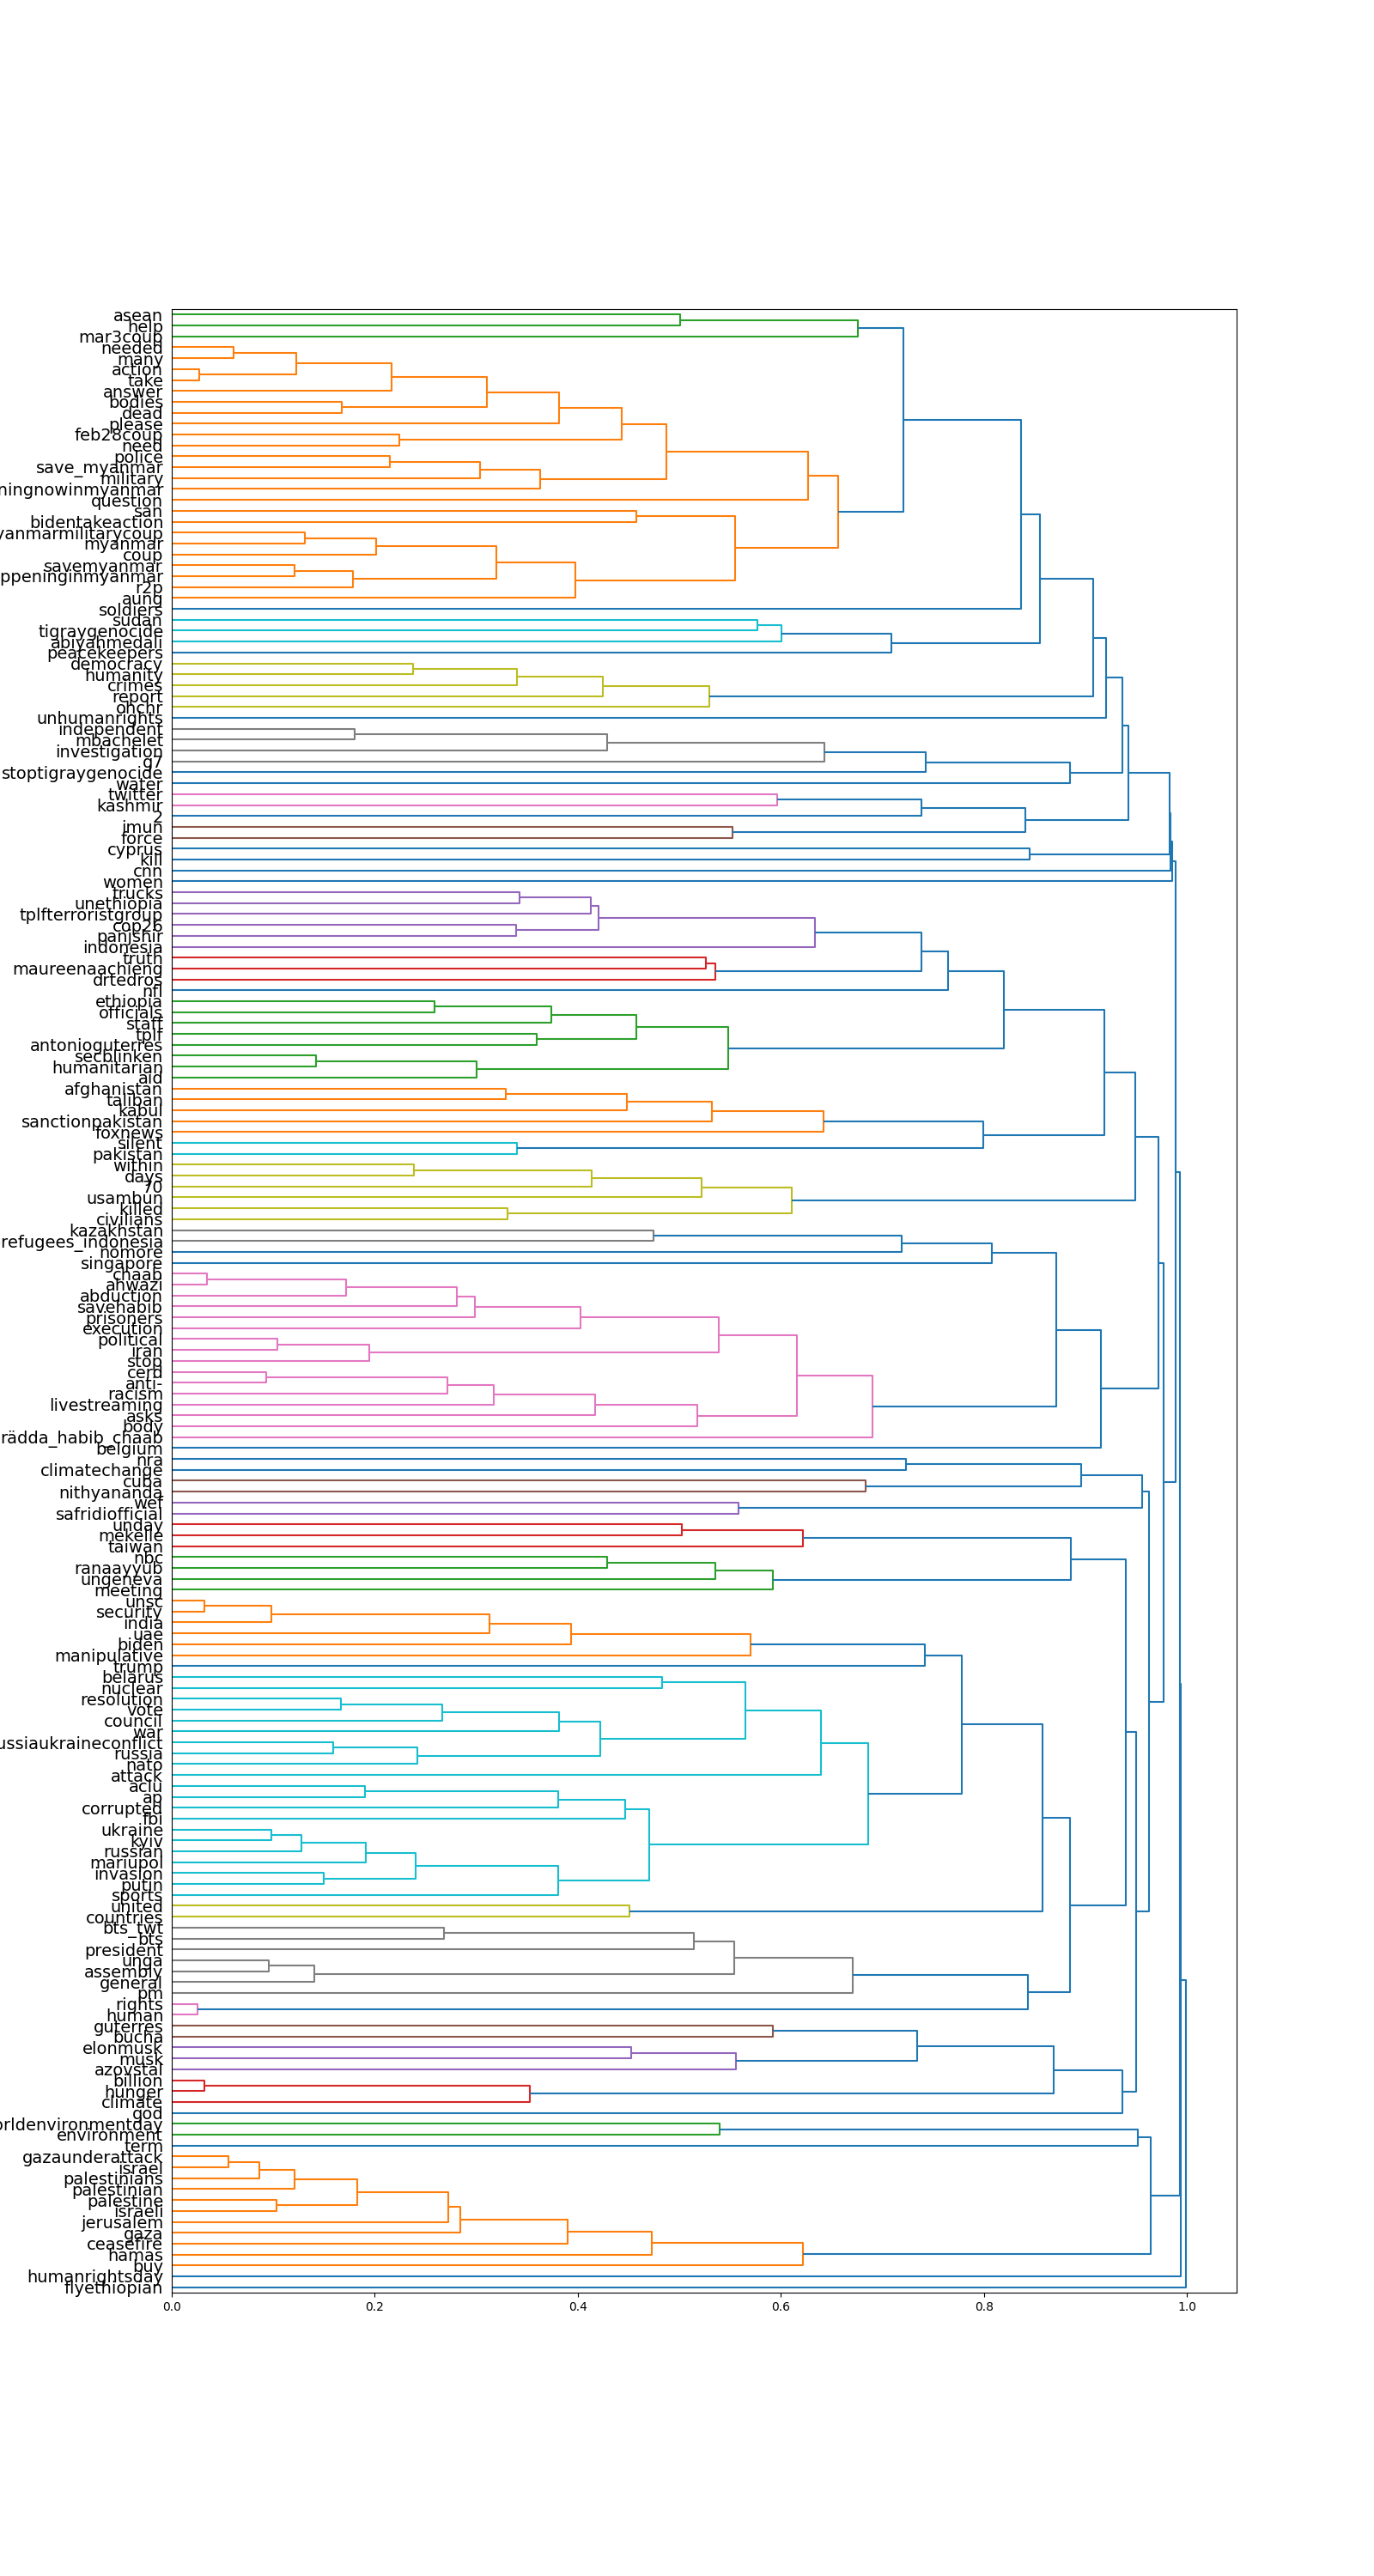 asean
help
mar3coup
needed
many
action
take
answer
bodies
dead
please
feb28coup
need
police
save_myanmar
military
ningnowinmyanmar
question
san
bidentakeaction
yanmarmilitarycoup
myanmar
coup
savemyanmar
ppeninginmyanmar
r2p
aung
soldiers
sudan
tigraygenocide
abiyahmedali
peacekeepers
democracy
humanity
crimes
report
ohchr
unhumanrights
independent
mbachelet
investigation
g7
stoptigraygenocide
water
twitter
kashmir
2
imun
force
cyprus
kill
cnn
women
trucks
unethiopia
tplfterroristgroup
cop26
panjshir
indonesia
truth
maureenaachieng
drtedros
nfl
ethiopia
officials
staff
tplf
antonioguterres
secblinken
humanitarian
aid
afghanistan
taliban
kabul
sanctionpakistan
foxnews
silent
pakistan
within
days
70
usambun
killed
civilians
kazakhstan
refugees_indonesia
nomore
singapore
chaab
ahwazi
abduction
savehabib
prisoners
execution
political
iran
stop
cerd
anti-
racism
livestreaming
asks
body
rädda_habib_chaab
belgium
nra
climatechange
cuba
nithyananda
wef
safridiofficial
unday
mekelle
taiwan
nbc
ranaayyub
ungeneva
meeting
unsc
security
india
uae
biden
manipulative
trump
belarus
nuclear
resolution
vote
council
war
ussiaukraineconflict
russia
nato
attack
aclu
ap
corrupted
fbi
ukraine
kyiv
russian
mariupol
invasion
putin
sports
united
countries
bts_twt
bts
president
unga
assembly
general
pm
rights
human
guterres
bucha
elonmusk
musk
azovstal
billion
hunger
climate
god
orldenvironmentday
environment
term
gazaunderattack
israel
palestinians
palestinian
palestine
israeli
jerusalem
gaza
ceasefire
hamas
buy
humanrightsday
flyethiopian
0.0 0.2 0.4 0.6 0.8 1.0